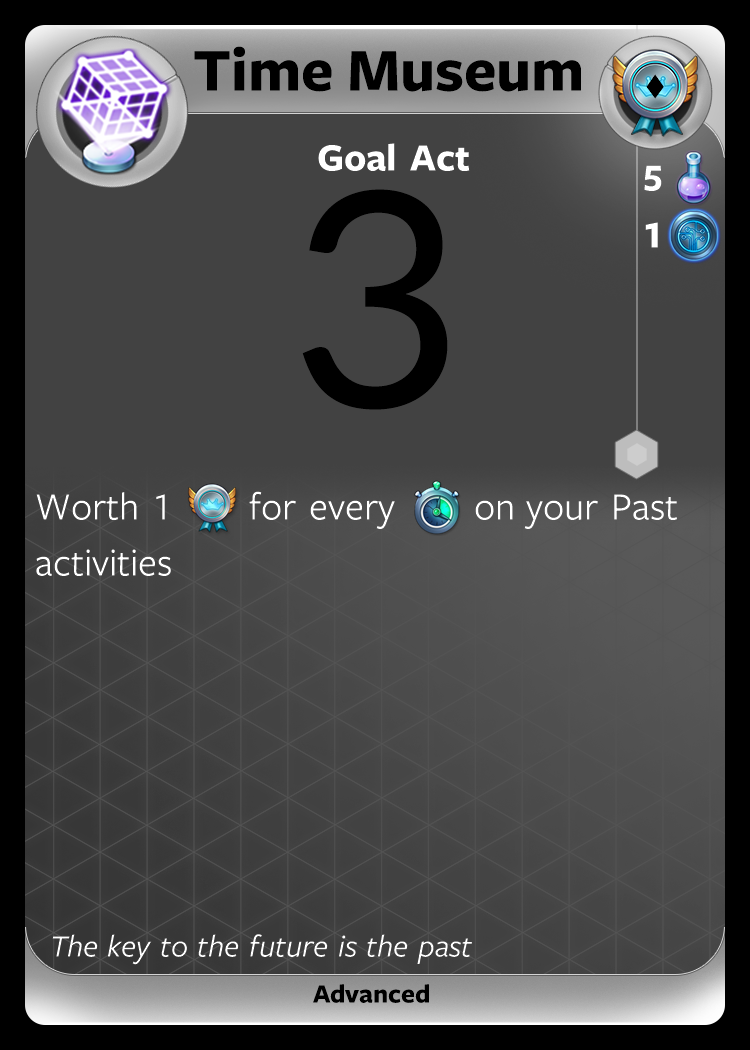 Time Museum
Goal Act
3
5
1
Worth 1 for every on your Past
activities
The key to the future is the past
Advanced